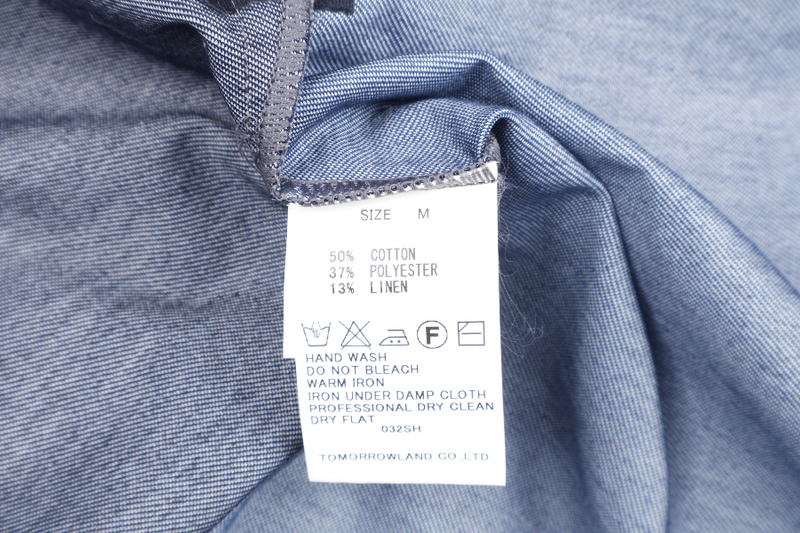 SIZE M
50% COTTON
37% POLYESTER
13% LINEN
F
HAND WASH
DO NOT BLEACH
WARM IRON
IRON UNDER DAMP CLOTH
PROFESSIONAL DRY CLEAN
DRY FLAT
032SH
TOMORROWLAND CO.,LTD.